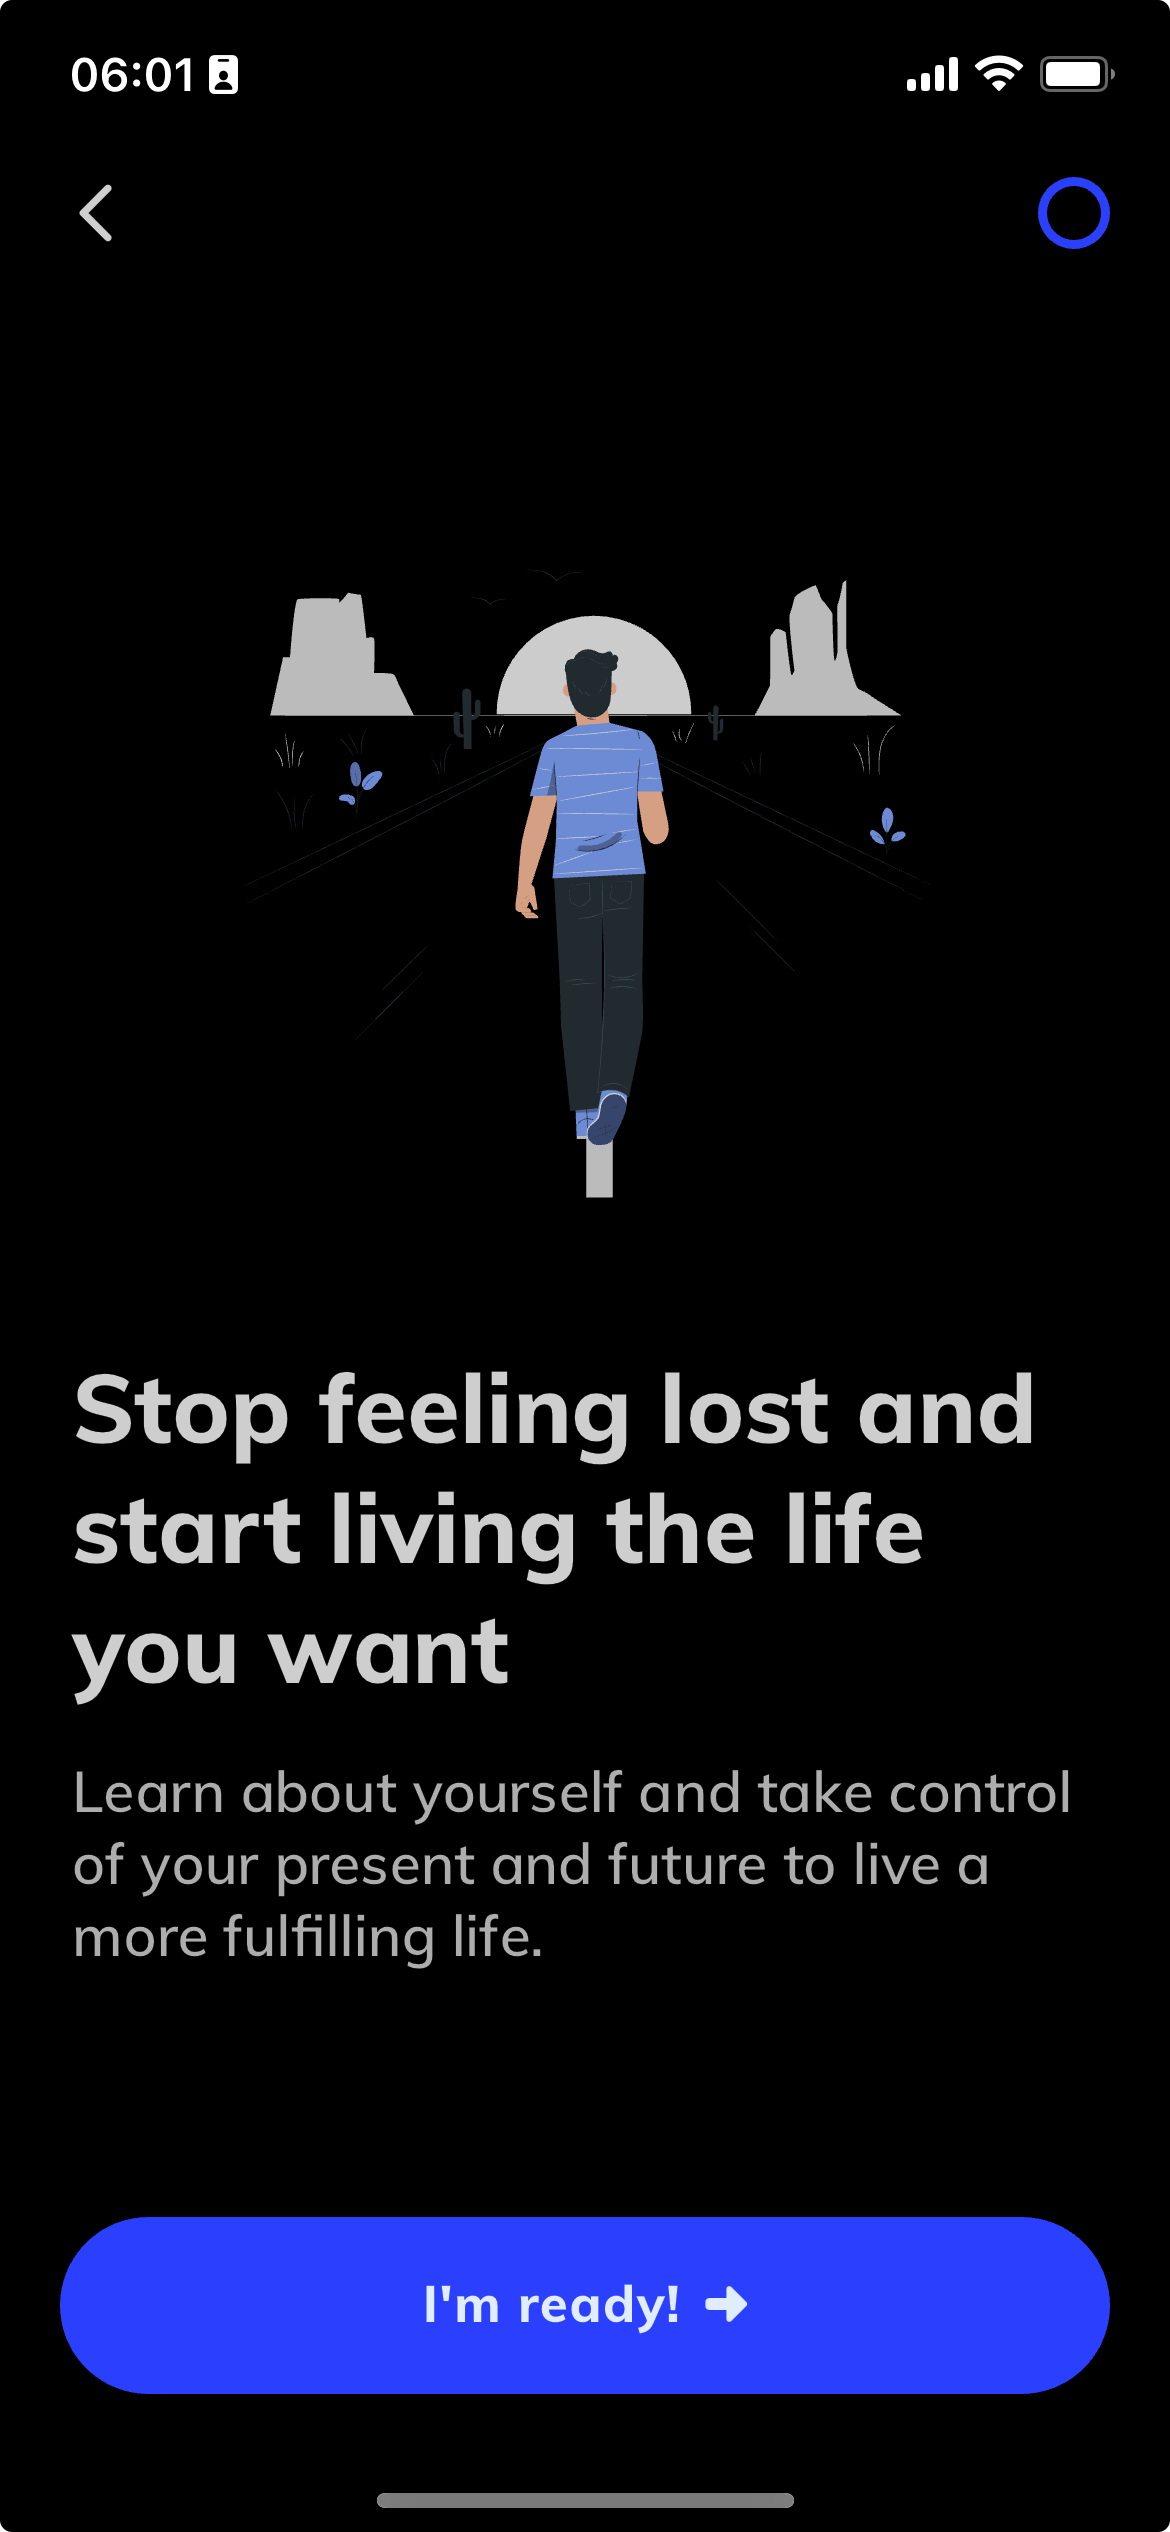 06:01
Stop feeling lost and
start living the life
you want
Learn about yourself and take control
of your present and future to live a
more fulfilling life.
I'm ready!